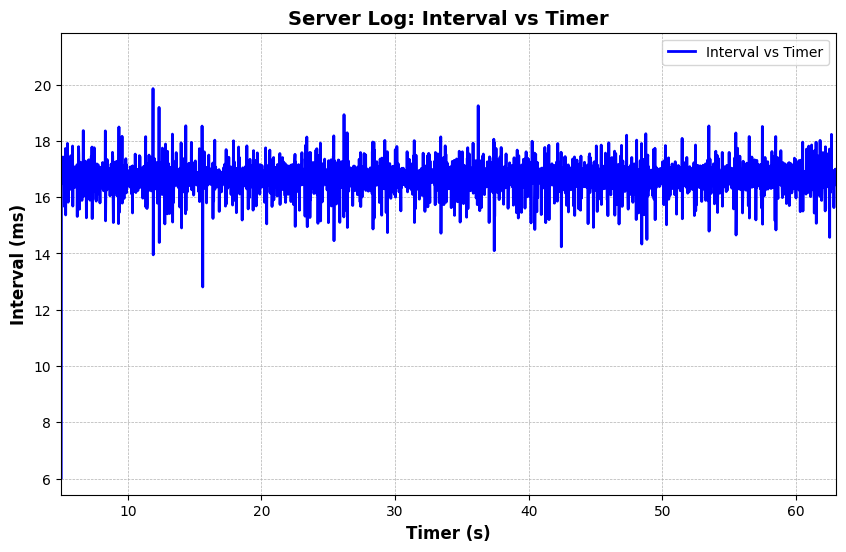 Server Log: Interval vs Timer
Interval vs Timer
20
18
16
14
12
10
8
6
Interval (ms)
10 20 30 40 50 60
Timer (s)